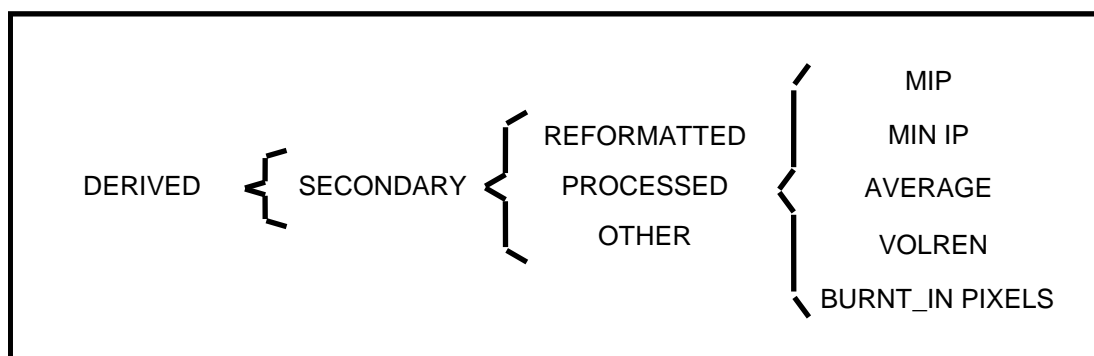 DERIVED
SECONDARY
REFORMATTED
PROCESSED
OTHER
MIP
MIN IP
AVERAGE
VOLREN
BURNT_IN PIXELS